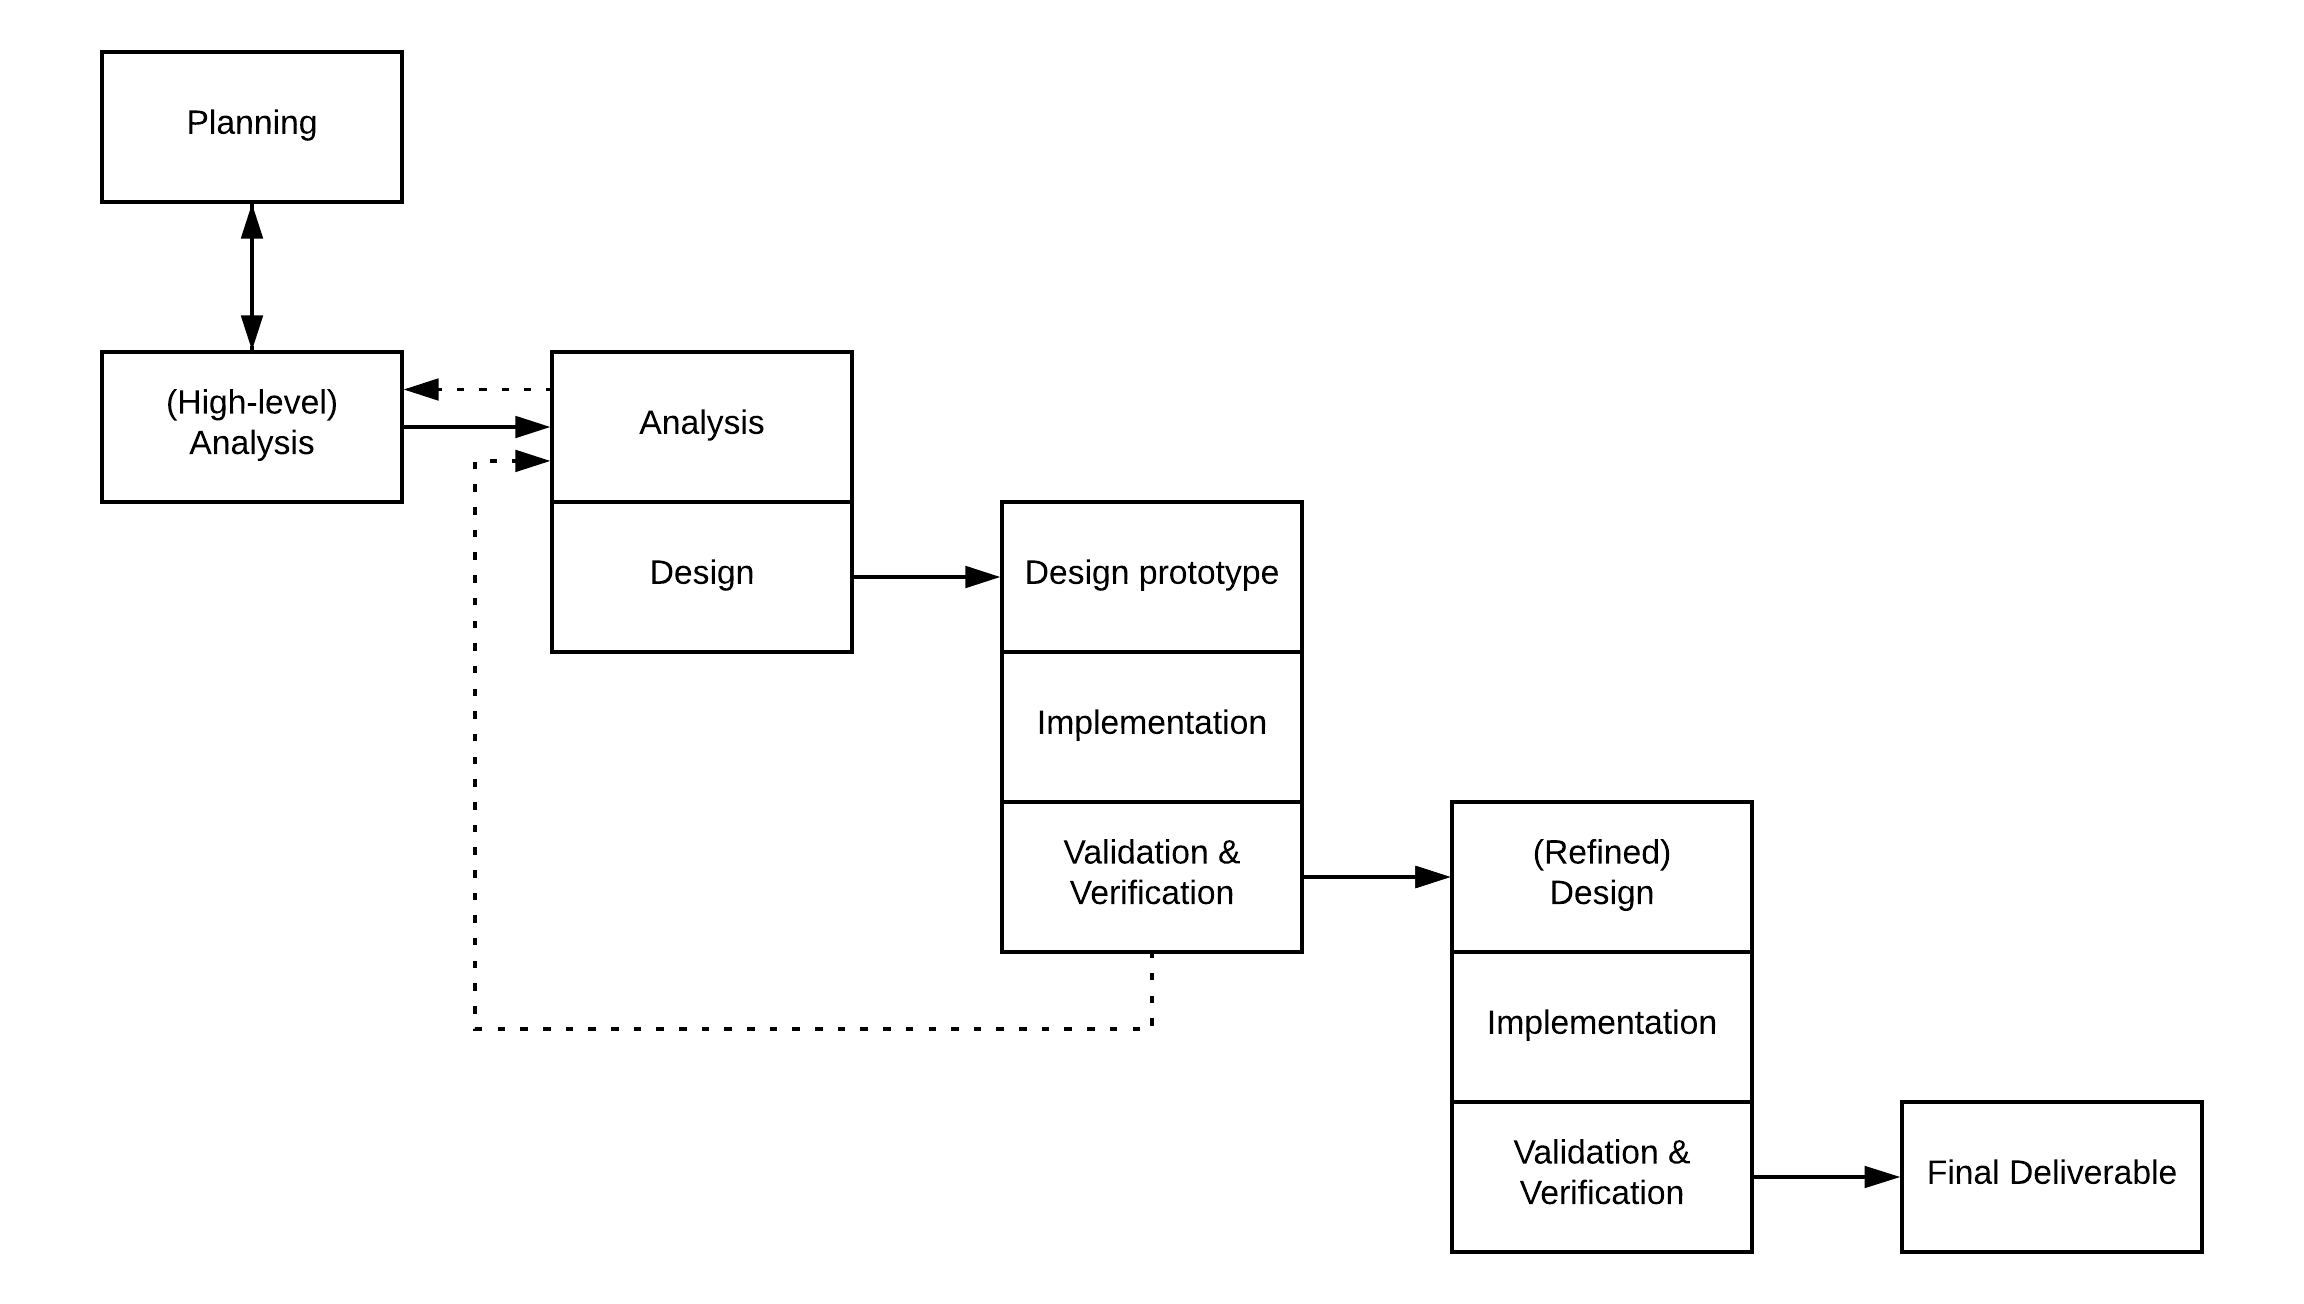 Planning
(High-level)
Analysis
Analysis
Design
Design prototype
Implementation
Validation &
Verification
(Refined)
Design
Implementation
Validation &
Verification
Final Deliverable